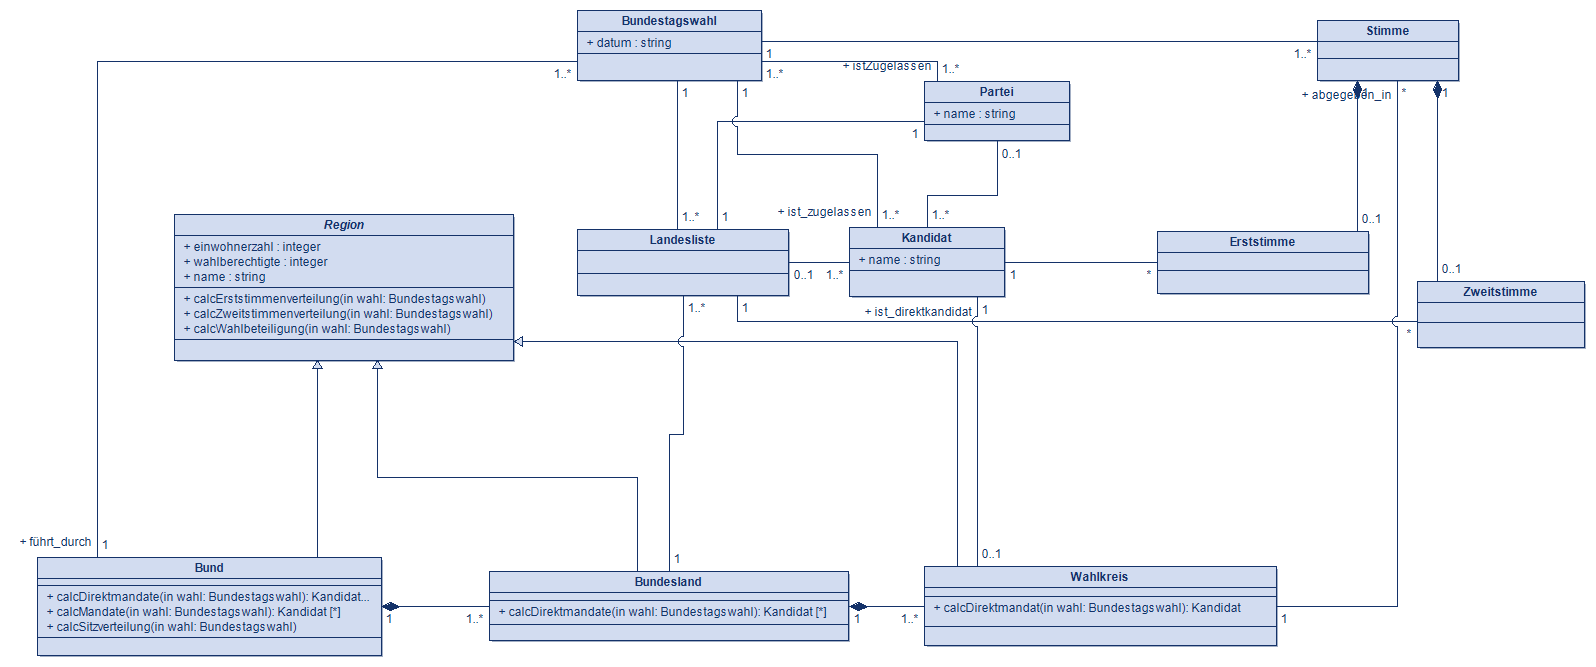 Bundestagswahl
+ datum : string
Stimme
1
1..*
1..*
1..*
+ istZugelassen
1..*
Partei
+ name : string
1
1
1
0..1
+ abgegeben_in
1
*
1
1..*
1
+ ist_zugelassen
1..*
1..*
0..1
Region
+ einwohnerzahl : integer
+ wahlberechtigte : integer
+ name : string
+ calcErststimmenverteilung(in wahl: Bundestagswahl)
+ calcZweitstimmenverteilung(in wahl: Bundestagswahl)
+ calcWahlbeteiligung(in wahl: Bundestagswahl)
Landesliste
0..1
1..*
Kandidat
+ name : string
1
*
Erststimme
0..1
Zweitstimme
1..*
1
+ ist_direktkandidat
1
*
+ führt_durch
1
1
0..1
Bund
+ calcDirektmandate(in wahl: Bundestagswahl): Kandidat...
+ calcMandate(in wahl: Bundestagswahl): Kandidat [*]
+ calcSitzverteilung(in wahl: Bundestagswahl)
1
1..*
Bundesland
+ calcDirektmandate(in wahl: Bundestagswahl): Kandidat [*]
1
1..*
Wahlkreis
+ calcDirektmandat(in wahl: Bundestagswahl): Kandidat
1